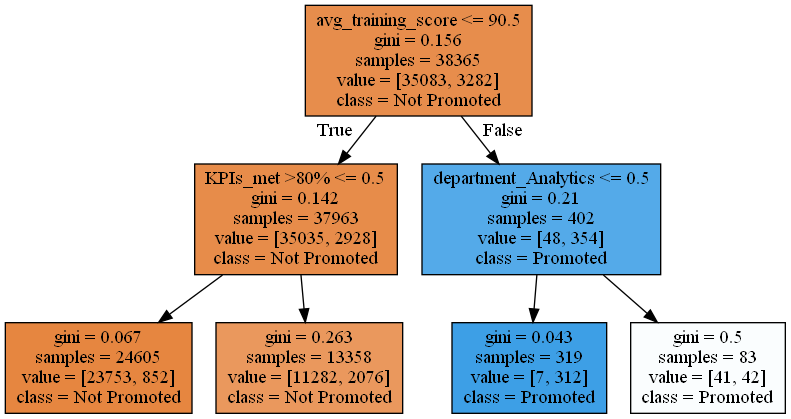 avg_training_score <= 90.5
gini = 0.156
samples = 38365
value = [35083, 3282]
class = Not Promoted
True
False
KPIs_met >80% <= 0.5
gini = 0.142
samples = 37963
value = [35035, 2928]
class = Not Promoted
department_Analytics <= 0.5
gini = 0.21
samples = 402
value = [48, 354]
class = Promoted
gini = 0.067
samples = 24605
value = [23753, 852]
class = Not Promoted
gini = 0.263
samples = 13358
value = [11282, 2076]
class = Not Promoted
gini = 0.043
samples = 319
value = [7, 312]
class = Promoted
gini = 0.5
samples = 83
value = [41, 42]
class = Promoted